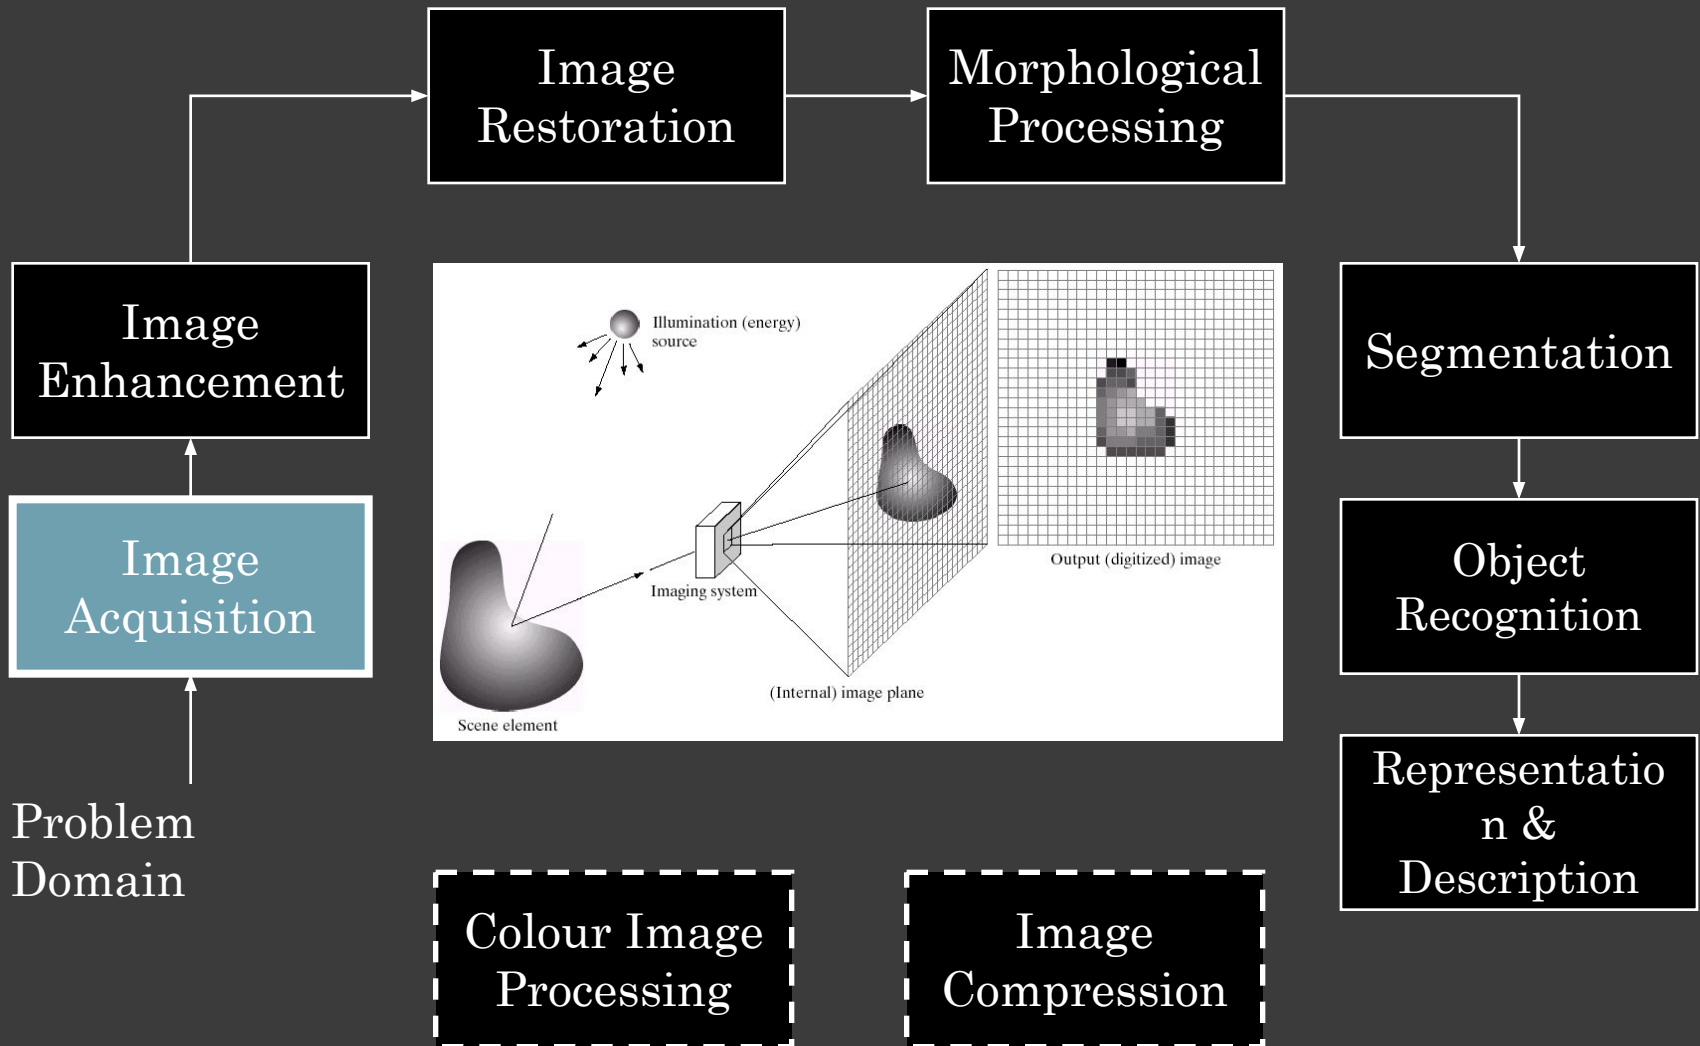 Image
Restoration
Morphological
Processing
Image
Enhancement
Illumination (energy)
source
Segmentation
Image
Acquisition
Imaging system
Output (digitized) image
Object
Recognition
(Internal) image plane
Scene element
Problem
Domain
Representatio
n &
Description
Colour Image
Processing
Image
Compression